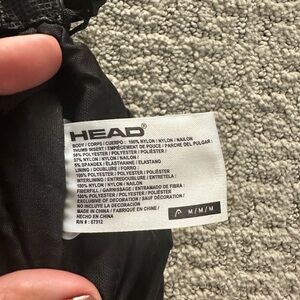 HEAD®
BODY / CORPS / CUERPO : 100% NYLON / NYLON / NAILON
THUMB INSERT / EMPIÈCEMENT DE POUCE / PARCHE DEL PULGAR :
58% POLYESTER / POLYESTER / POLIÉSTER
37% NYLON / NYLON / NAILON
5% SPANDEX / ÉLASTHANNE / ELASTANO
LINING / DOUBLURE / FORRO :
100% POLYESTER / POLYESTER / POLIÉSTER
INTERLINING / ENTREDOUBLURE / ENTRETELA :
100% NYLON / NYLON / NAILON
FIBERFILL / GARNISSAGE / ENTRAMADO DE FIBRA :
100% POLYESTER / POLYESTER / POLIÉSTER
EXCLUSIVE OF DECORATION / SAUF DÉCORATION /
NO INCLUYE LA DECORACIÓN
MADE IN CHINA / FABRIQUÉ EN CHINE /
HECHO EN CHINA
R/N # : 67312
M / M / M